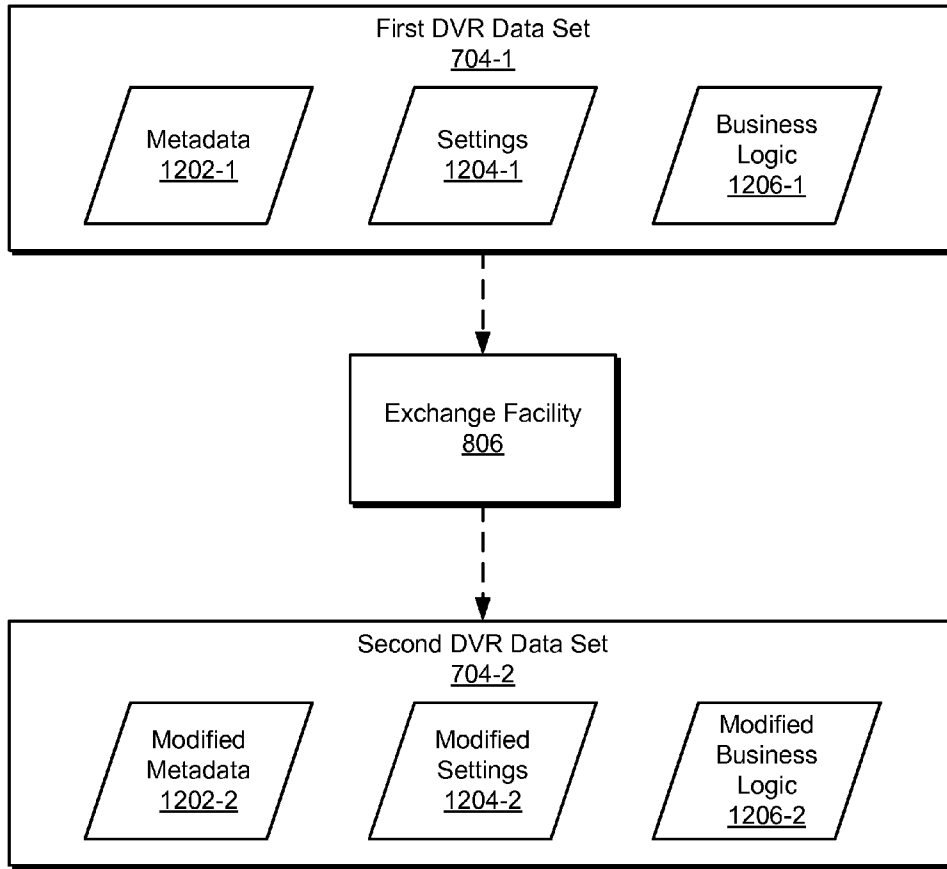 First DVR Data Set
704-1
Metadata
1202-1
Settings
1204-1
Business
Logic
1206-1
Exchange Facility
806
Second DVR Data Set
704-2
Modified
Metadata
1202-2
Modified
Settings
1204-2
Modified
Business
Logic
1206-2